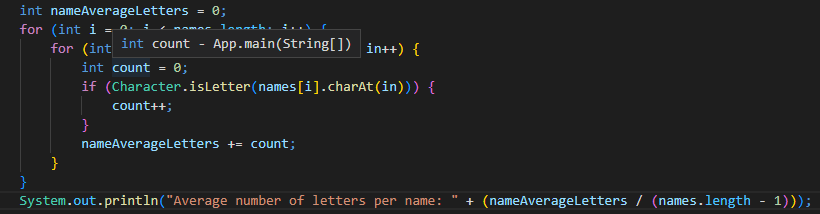 int nameAverageLetters = 0;
for (int i = 0; i < names.length; i++) {
int count - App.main(String[])
for (int in++) {
int count = 0;
if (Character.isLetter(names[i].charAt(in))) {
count++;
}
nameAverageLetters += count;
}
}
System.out.println("Average number of letters per name: " + (nameAverageLetters / (names.length - 1)));